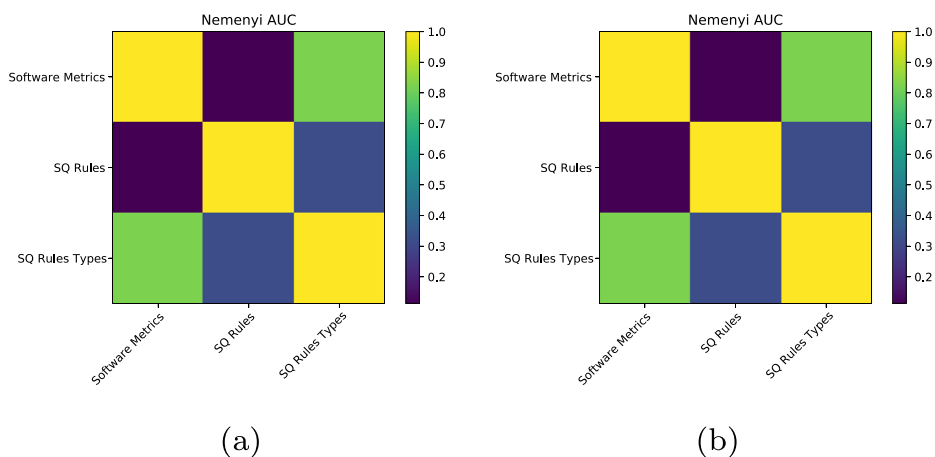 Nemenyi AUC
Software Metrics
SQ Rules
SQ Rules Types
Software Metrics
SQ Rules
SQ Rules Types
1.0
0.9
0.8
0.7
0.6
0.5
0.4
0.3
0.2
(a)
Nemenyi AUC
Software Metrics
SQ Rules
SQ Rules Types
Software Metrics
SQ Rules
SQ Rules Types
1.0
0.9
0.8
0.7
0.6
0.5
0.4
0.3
0.2
(b)